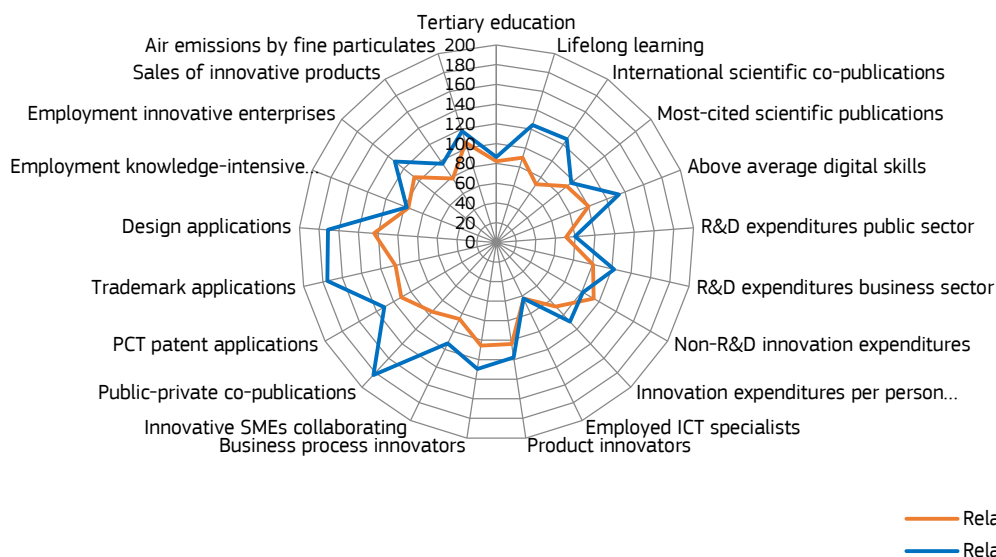 Tertiary education
Air emissions by fine particulates
200
Lifelong learning
Sales of innovative products
180
International scientific co-publications
160
Employment innovative enterprises
140
Most-cited scientific publications
120
Employment knowledge-intensive...
100
Above average digital skills
80
60
Design applications
40
R&D expenditures public sector
20
0
Trademark applications
R&D expenditures business sector
PCT patent applications
Non-R&D innovation expenditures
Public-private co-publications
Innovation expenditures per person...
Innovative SMEs collaborating
Employed ICT specialists
Business process innovators
Product innovators
Rela
Rela